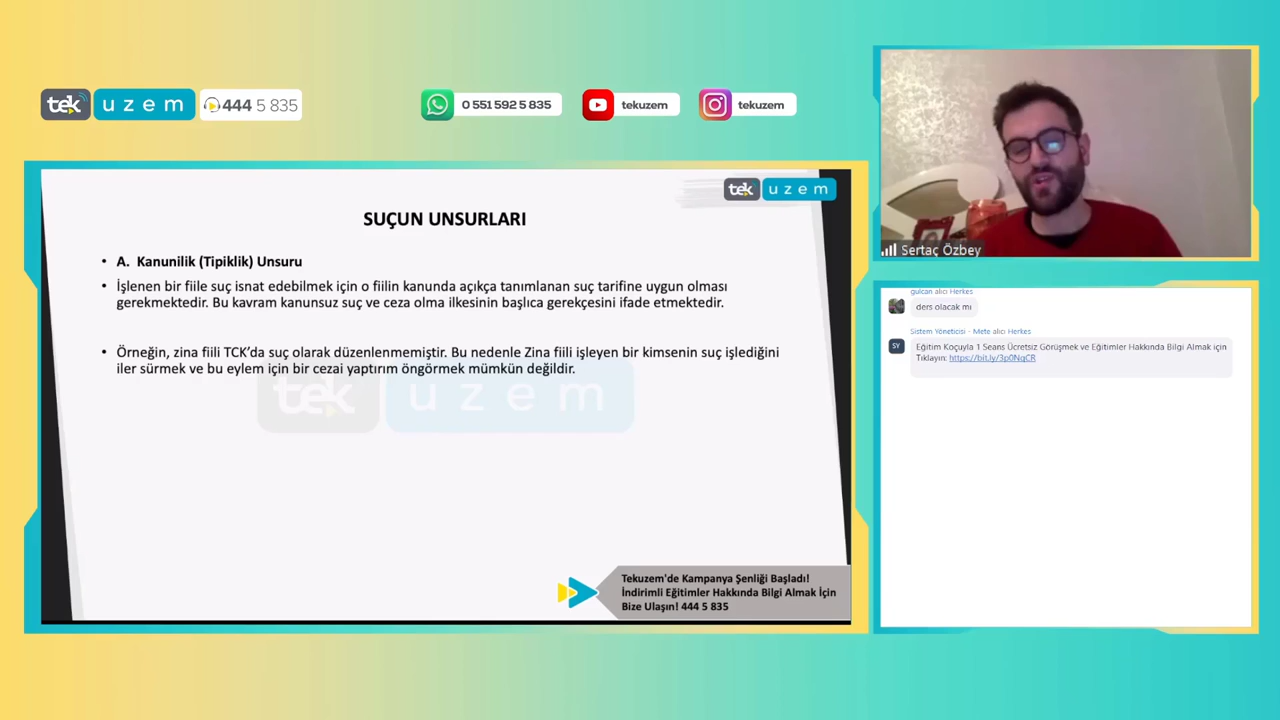 tek uzem 444 5 835
0 551 592 5 835
tekuzem
tekuzem
tek uzem
SUÇUN UNSURLARI
• A. Kanunilik (Tipiklik) Unsuru
• İşlenen bir fiile suç isnat edebilmek için o fiilin kanunda açıkça tanımlanan suç tarifine uygun olması
gerekmektedir. Bu kavram kanunsuz suç ve ceza olma ilkesinin başlıca gerekçesini ifade etmektedir.
• Örneğin, zina fiili TCK'da suç olarak düzenlenmemiştir. Bu nedenle Zina fiili işleyen bir kimsenin suç işlediğini
iler sürmek ve bu eylem için bir cezai yaptırım öngörmek mümkün değildir.
tek uzem
Tekuzem'de Kampanya Şenliği Başladı!
İndirimli Eğitimler Hakkında Bilgi Almak İçin
Bize Ulaşın! 444 5 835
Sertaç Özbey
gulcan alıcı Herkes
ders olacak mı
Sistem Yöneticisi - Mete alıcı Herkes
SY
Eğitim Koçuyla 1 Seans Ücretsiz Görüşmek ve Eğitimler Hakkında Bilgi Almak için
Tıklayın: https://bit.ly/3p0NqCR